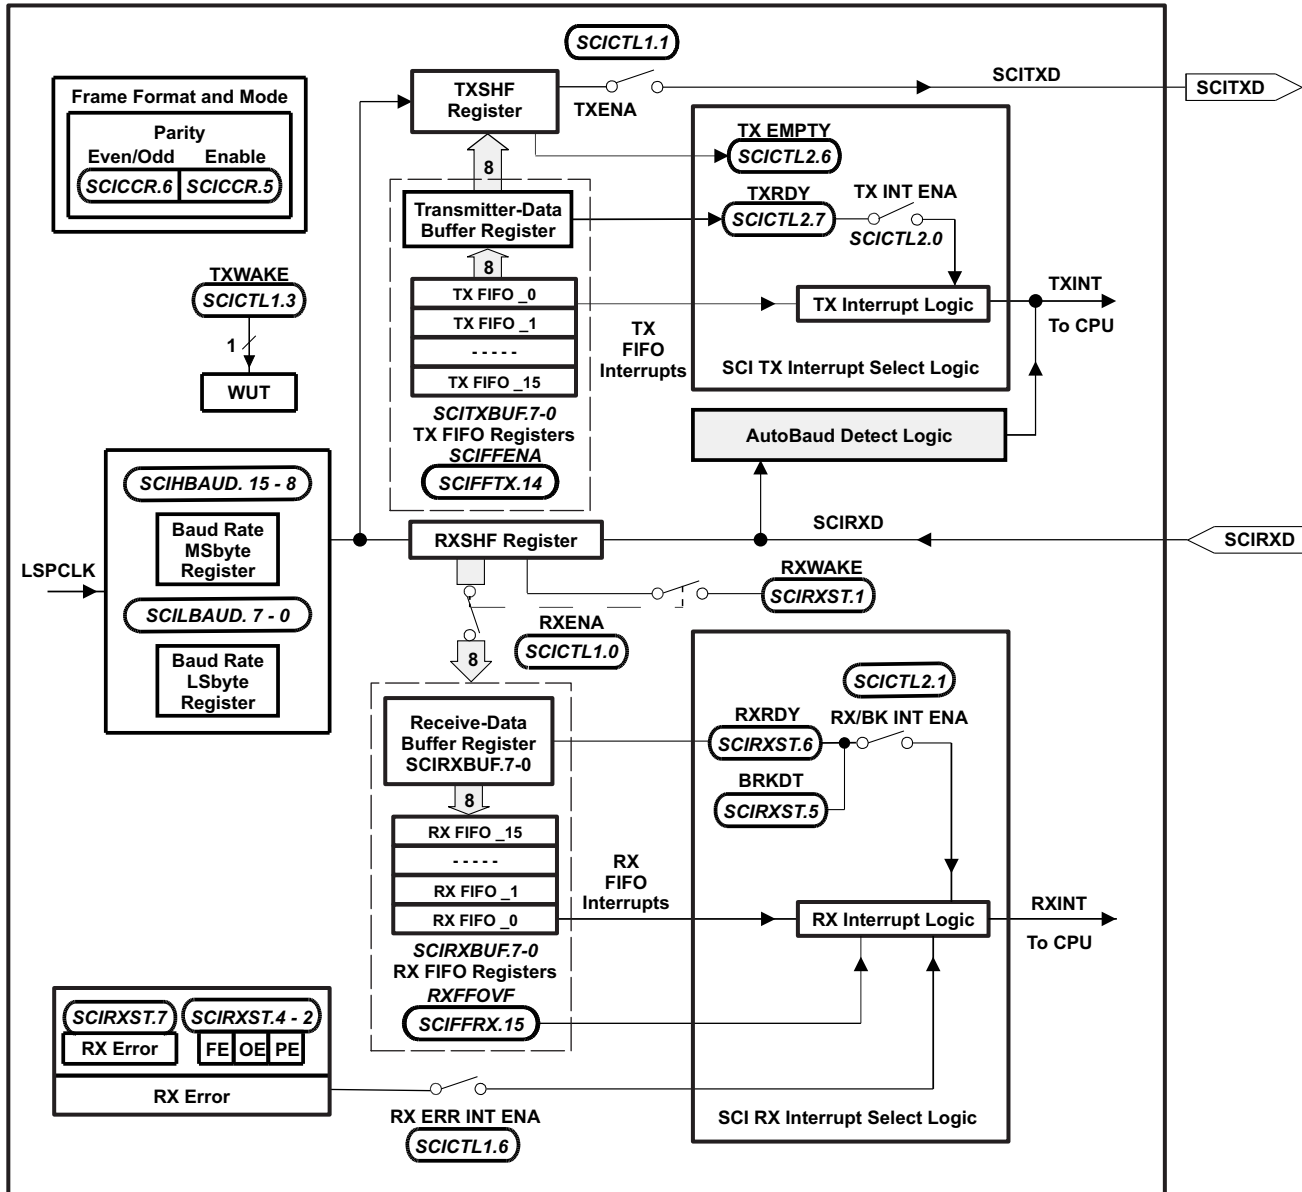 SCICTL1.1
SCITXD
SCITXD
TXSHF
Register
TXENA
Frame Format and Mode
Parity
Even/Odd Enable
SCICCR.6 SCICCR.5
8
TX EMPTY
SCICTL2.6
Transmitter-Data
Buffer Register
TXRDY
SCICTL2.7
TX INT ENA
SCICTL2.0
8
TXWAKE
SCICTL1.3
1
WUT
TX FIFO _0
TX FIFO _1
- - - - -
TX FIFO _15
TX
FIFO
Interrupts
TX Interrupt Logic
TXINT
To CPU
SCI TX Interrupt Select Logic
SCITXBUF.7-0
TX FIFO Registers
SCIFFENA
SCIFFTX.14
AutoBaud Detect Logic
LSPCLK
SCIHBAUD. 15 - 8
Baud Rate
MSbyte
Register
SCILBAUD. 7 - 0
Baud Rate
LSbyte
Register
RXSHF Register
SCIRXD
SCIRXD
RXWAKE
SCIRXST.1
RXENA
SCICTL1.0
8
Receive-Data
Buffer Register
SCIRXBUF.7-0
8
SCICTL2.1
RXRDY
RX/BK INT ENA
SCIRXST.6
BRKDT
SCIRXST.5
RX FIFO _15
- - - - -
RX FIFO _1
RX FIFO _0
RX
FIFO
Interrupts
RX Interrupt Logic
RXINT
To CPU
SCIRXBUF.7-0
RX FIFO Registers
RXFFOVF
SCIFFRX.15
SCIRXST.7 SCIRXST.4 - 2
RX Error FE OE PE
RX Error
RX ERR INT ENA
SCICTL1.6
SCI RX Interrupt Select Logic